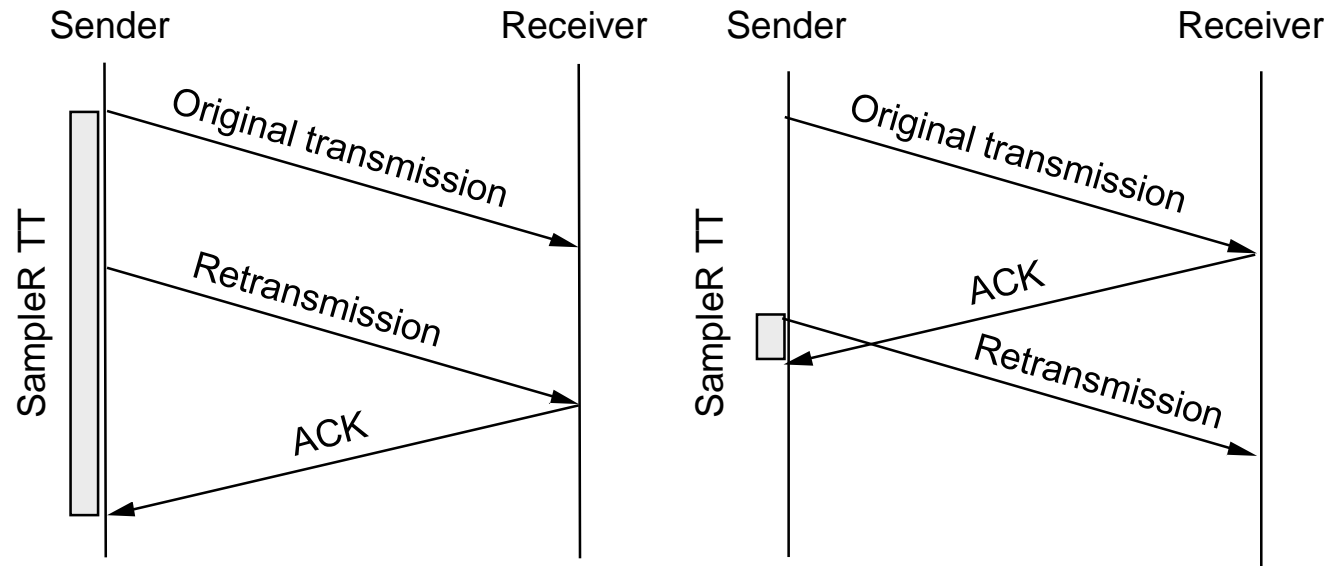 Sender
Receiver
Original transmission
Retransmission
ACK
SampleR TT
Sender
Receiver
Original transmission
ACK
Retransmission
SampleR TT